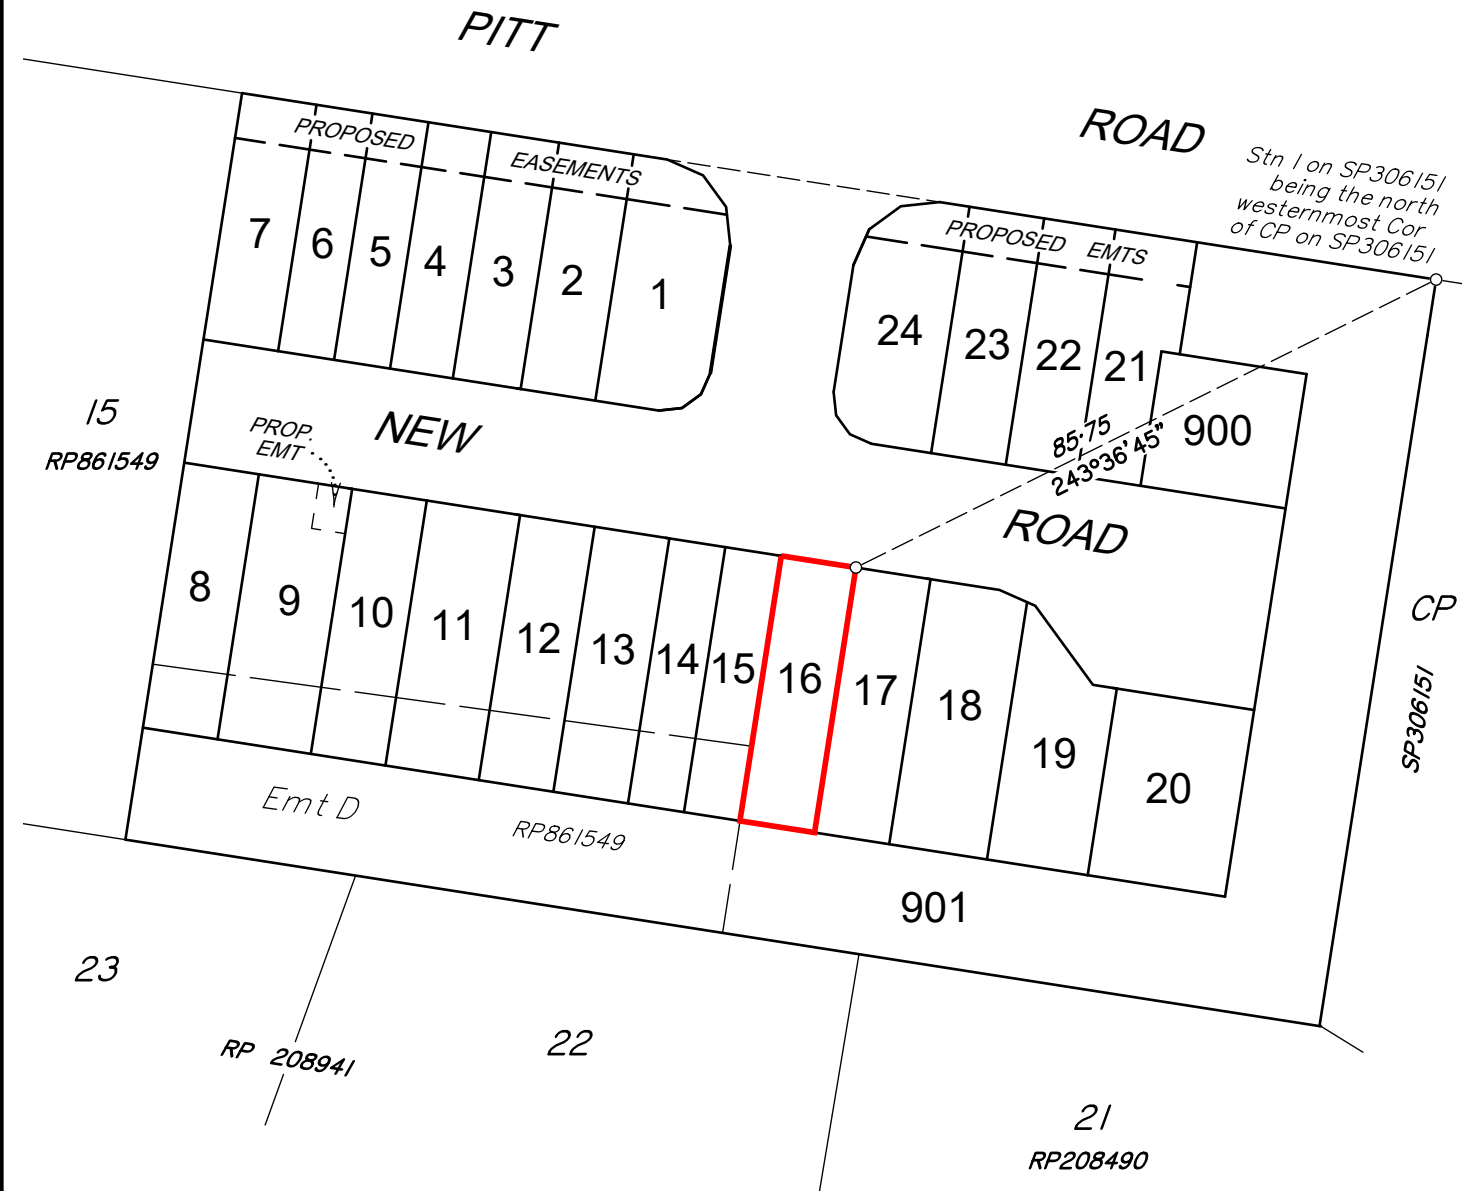 PITT
ROAD
Stn 1 on SP306151
being the north
westernmost Cor
of CP on SP306151
PROPOSED
EASEMENTS
PROPOSED EMTS
7
6
5
4
3
2
1
24
23
22
21
900
15
RP861549
PROP.
EMT
NEW
85·75
243°36'45"
ROAD
8
9
10
11
12
13
14
15
16
17
18
19
20
CP
SP306151
Emt D
RP861549
901
23
22
RP 208941
21
RP208490